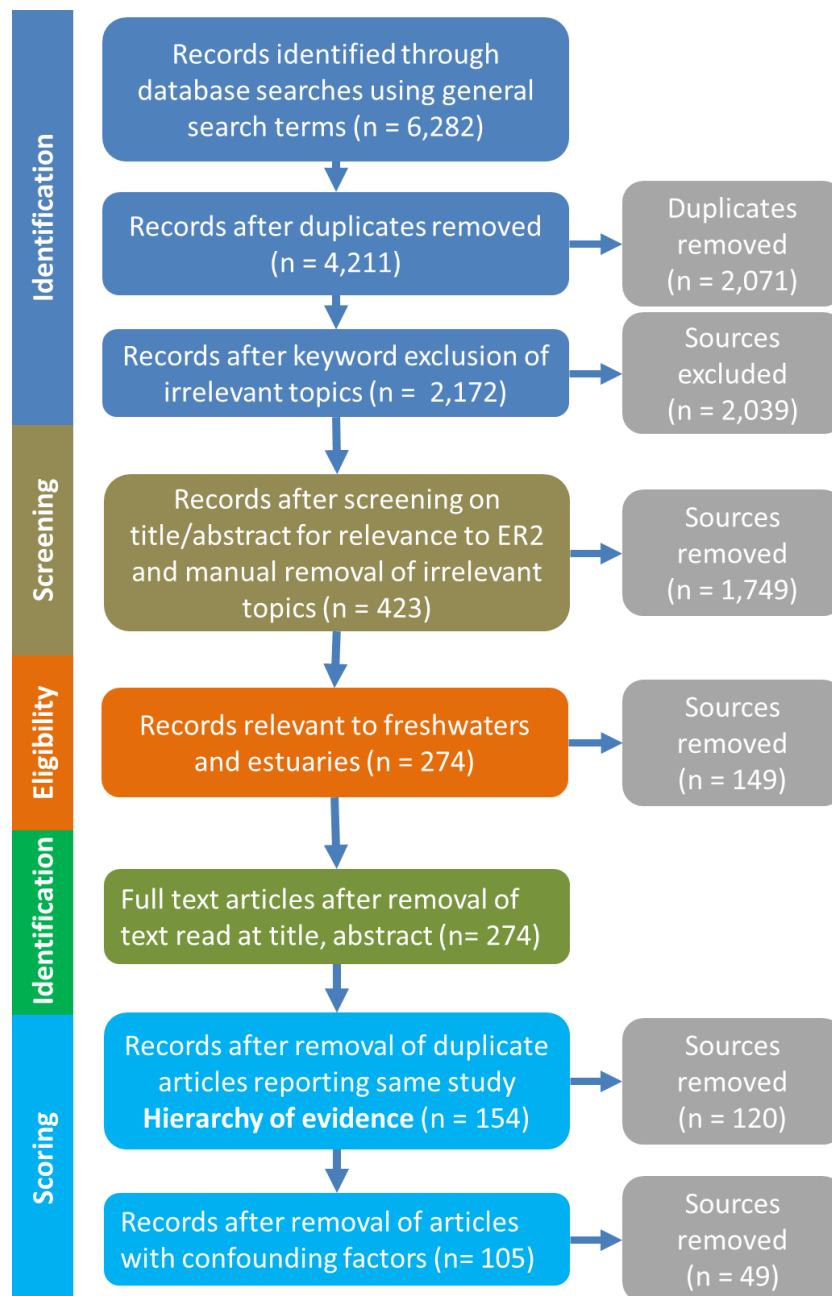 Identification
Records identified through
database searches using general
search terms (n = 6,282)
Records after duplicates removed
(n = 4,211)
Duplicates
removed
(n = 2,071)
Records after keyword exclusion of
irrelevant topics (n =  2,172)
Sources
excluded
(n = 2,039)
Screening
Records after screening on
title/abstract for relevance to ER2
and manual removal of irrelevant
topics (n = 423)
Sources
removed
(n = 1,749)
Eligibility
Records relevant to freshwaters
and estuaries (n = 274)
Sources
removed
(n = 149)
Identification
Full text articles after removal of
text read at title, abstract (n= 274)
Scoring
Records after removal of duplicate
articles reporting same study
Hierarchy of evidence (n = 154)
Sources
removed
(n = 120)
Records after removal of articles
with confounding factors (n= 105)
Sources
removed
(n = 49)